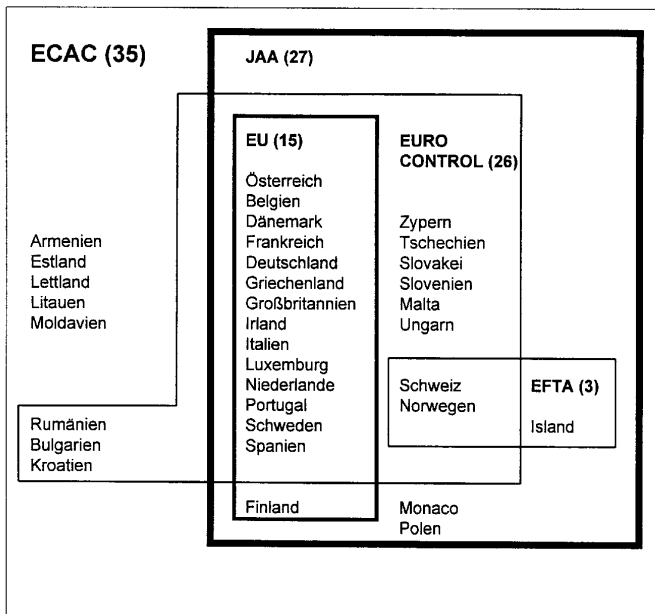 ECAC (35)
JAA (27)
EU (15)
Österreich
Belgien
Dänemark
Frankreich
Deutschland
Griechenland
Großbritannien
Irland
Italien
Luxemburg
Niederlande
Portugal
Schweden
Spanien
Finland
EURO
CONTROL (26)
Zypern
Tschechien
Slovakei
Slovenien
Malta
Ungarn
Schweiz
Norwegen
EFTA (3)
Island
Monaco
Polen
Armenien
Estland
Lettland
Litauen
Moldavien
Rumänien
Bulgarien
Kroatien